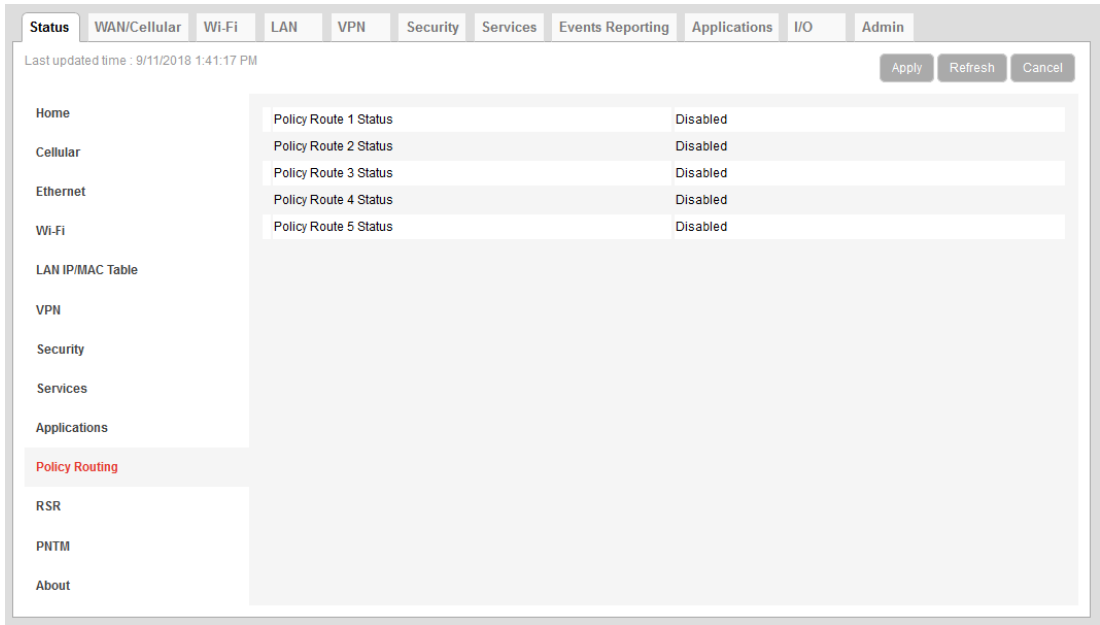 Status WAN/Cellular Wi-Fi LAN VPN Security Services Events Reporting Applications I/O Admin
Last updated time : 9/11/2018 1:41:17 PM
Apply Refresh Cancel
Home
Cellular
Ethernet
Wi-Fi
LAN IP/MAC Table
VPN
Security
Services
Applications
Policy Routing
RSR
PNTM
About
Policy Route 1 Status Disabled
Policy Route 2 Status Disabled
Policy Route 3 Status Disabled
Policy Route 4 Status Disabled
Policy Route 5 Status Disabled